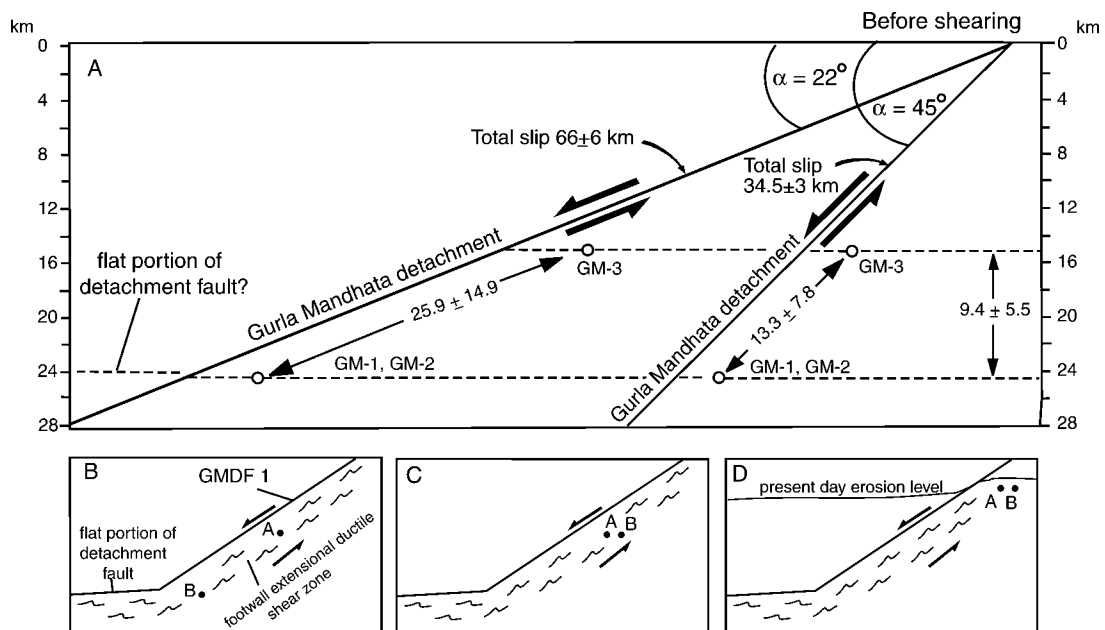 Before shearing
km
km
0
4
8
12
16
20
24
28
0
4
8
12
16
20
24
28
A
α = 22°
α = 45°
Total slip 66±6 km
Total slip
34.5±3 km
Gurla Mandhata detachment
Gurla Mandhata detachment
flat portion of
detachment fault?
GM-3
GM-3
25.9 ± 14.9
13.3 ± 7.8
9.4 ± 5.5
GM-1, GM-2
GM-1, GM-2
B
GMDF 1
flat portion of
detachment
fault
A
B
footwall extensional ductile
shear zone
C
A B
D
present day erosion level
A B